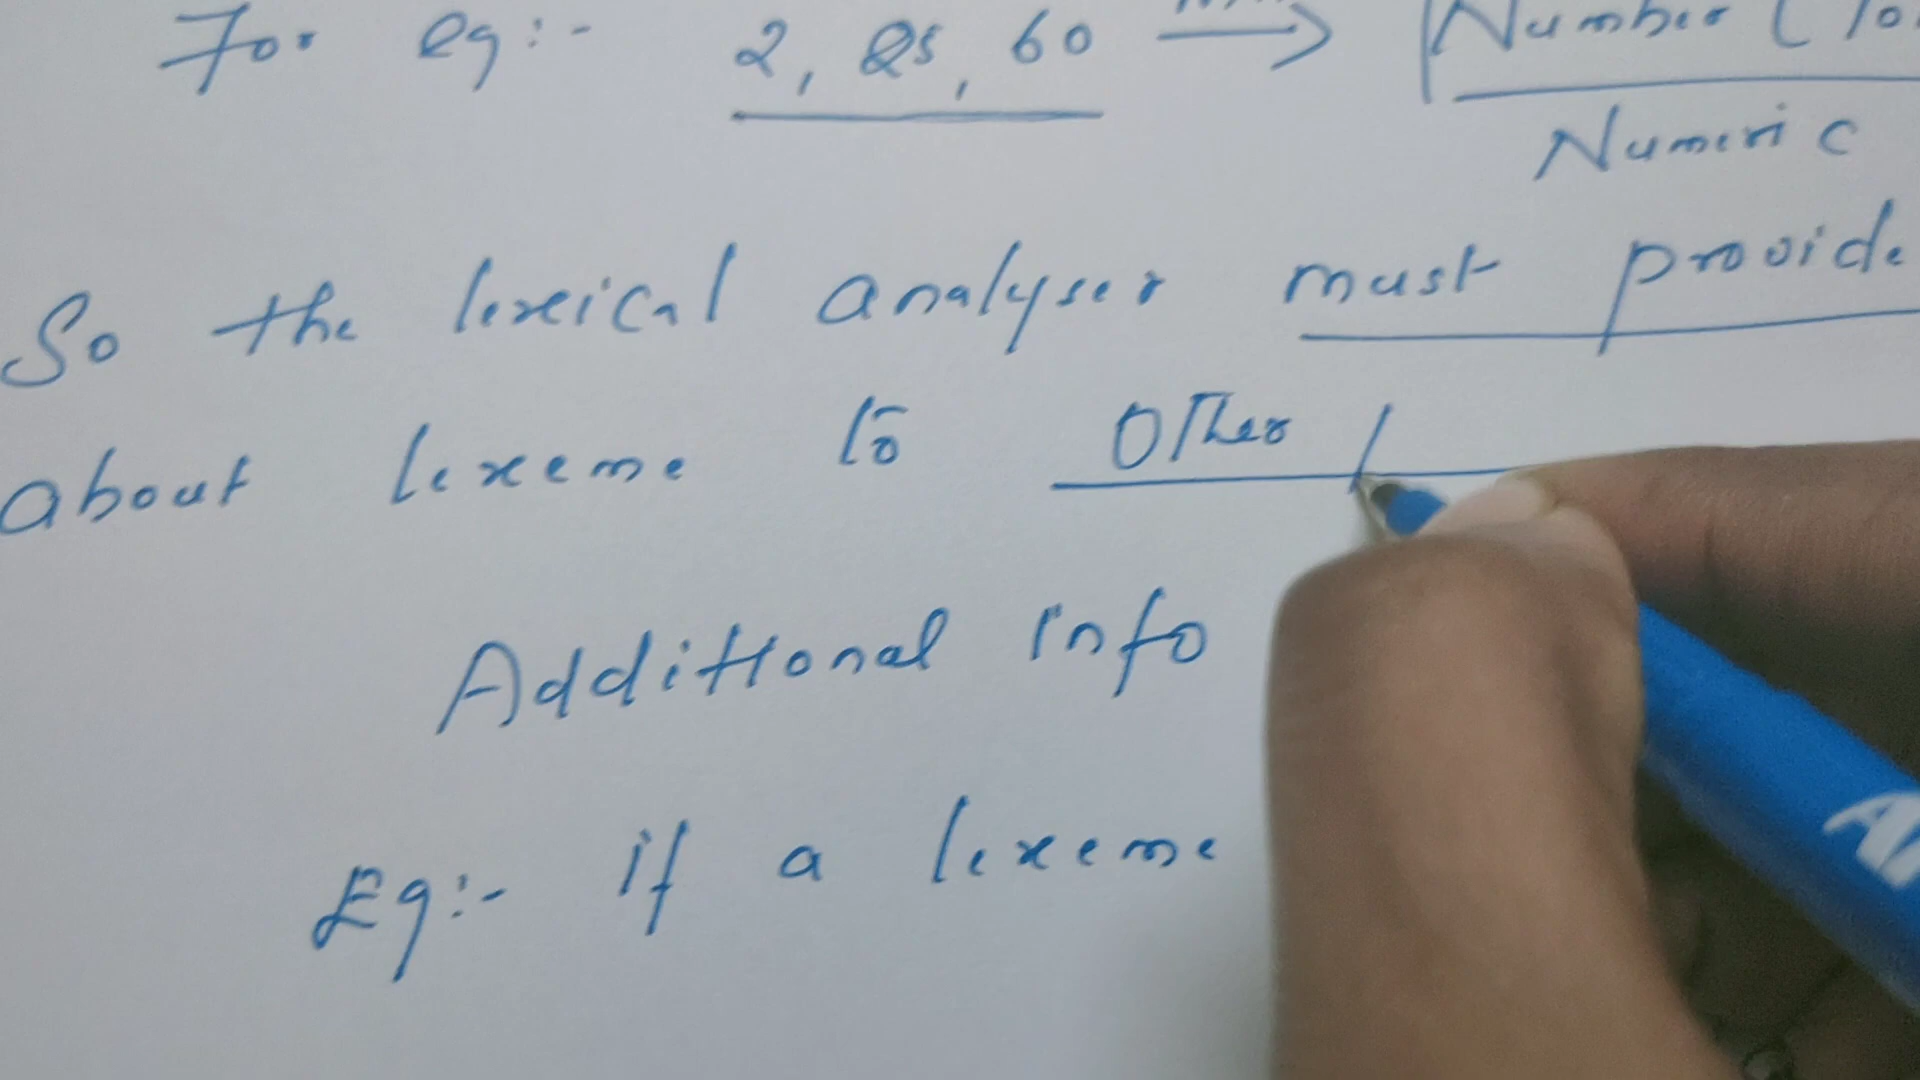 For eg:- 2, 25, 60 → Number (To
Numeric
So the lexical analyser must provide
about lexeme to Other
Additional info
Eg:- if a lexeme